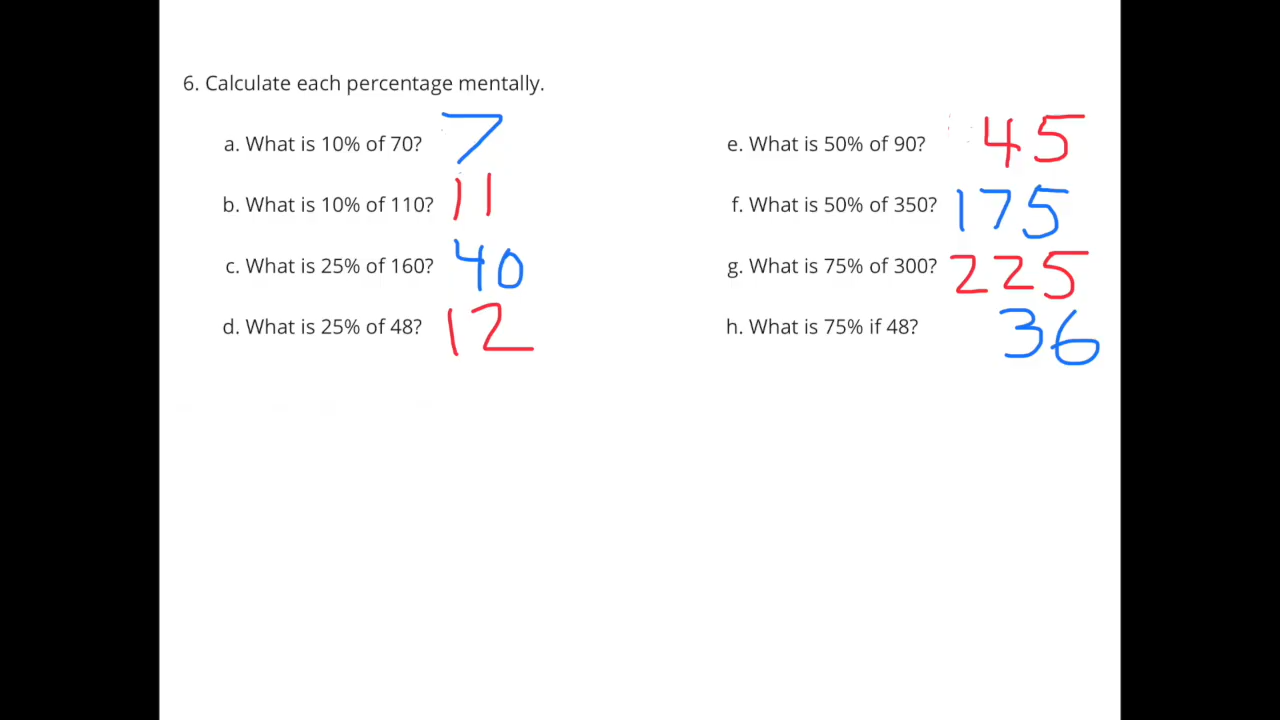 6. Calculate each percentage mentally.
a. What is 10% of 70? 7
b. What is 10% of 110? 11
c. What is 25% of 160? 40
d. What is 25% of 48? 12
e. What is 50% of 90? 45
f. What is 50% of 350? 175
g. What is 75% of 300? 225
h. What is 75% if 48? 36